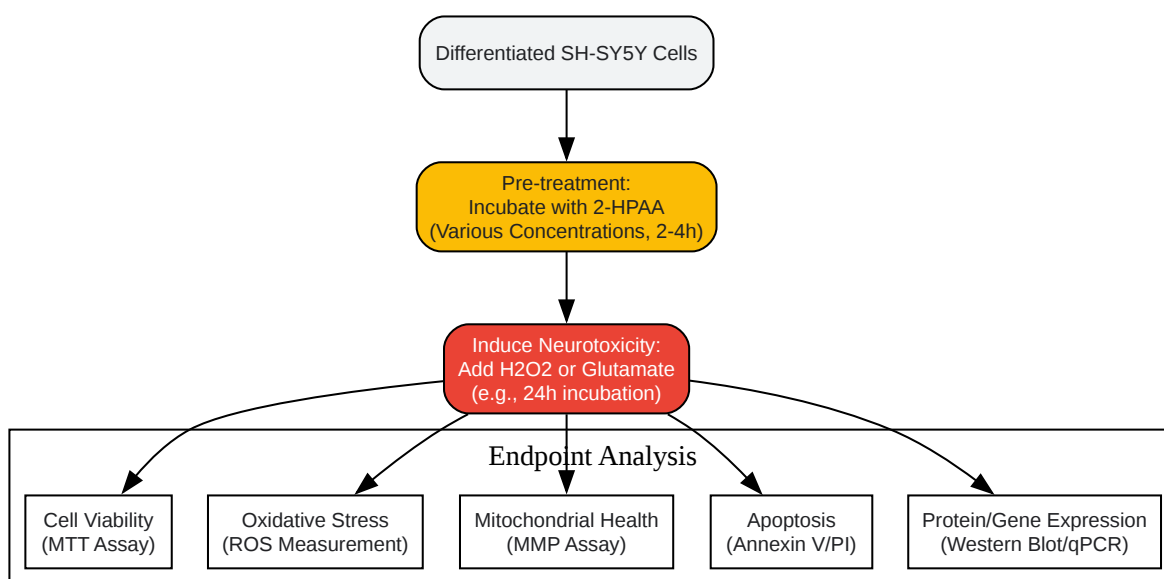 Differentiated SH-SY5Y Cells
Pre-treatment:
Incubate with 2-HPAA
(Various Concentrations, 2-4h)
Induce Neurotoxicity:
Add H2O2 or Glutamate
(e.g., 24h incubation)
Endpoint Analysis
Cell Viability
(MTT Assay)
Oxidative Stress
(ROS Measurement)
Mitochondrial Health
(MMP Assay)
Apoptosis
(Annexin V/PI)
Protein/Gene Expression
(Western Blot/qPCR)